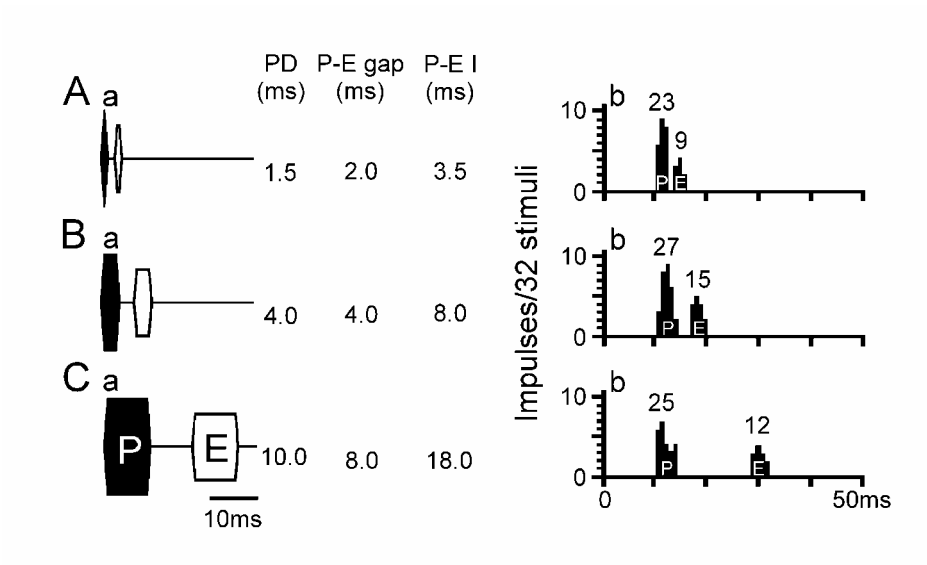 PD P-E gap P-E I
(ms) (ms) (ms)
A a
1.5 2.0 3.5
B a
4.0 4.0 8.0
C a
P E
10.0 8.0 18.0
10ms
Impulses/32 stimuli
10 b 23
9
P E
0
10 b 27
15
P E
0
10 b 25
12
P E
0
0 50ms